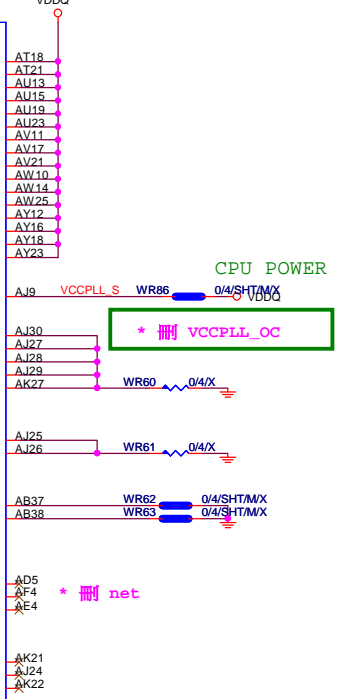 VDDQ
AT18
AT21
AU13
AU15
AU19
AU23
AV11
AV17
AV21
AW10
AW14
AW25
AY12
AY16
AY18
AY23
CPU POWER
AJ9 VCCPLL_S WR86 0/4/SHT/M/X
VDDQ
* 刪 VCCPLL_OC
AJ30
AJ27
AJ28
AJ29
AK27 WR60 0/4/X
AJ25
AJ26 WR61 0/4/X
AB37 WR62 0/4/SHT/M/X
AB38 WR63 0/4/SHT/M/X
AD5
AF4
AE4
* 刪 net
AK21
AJ24
AK22